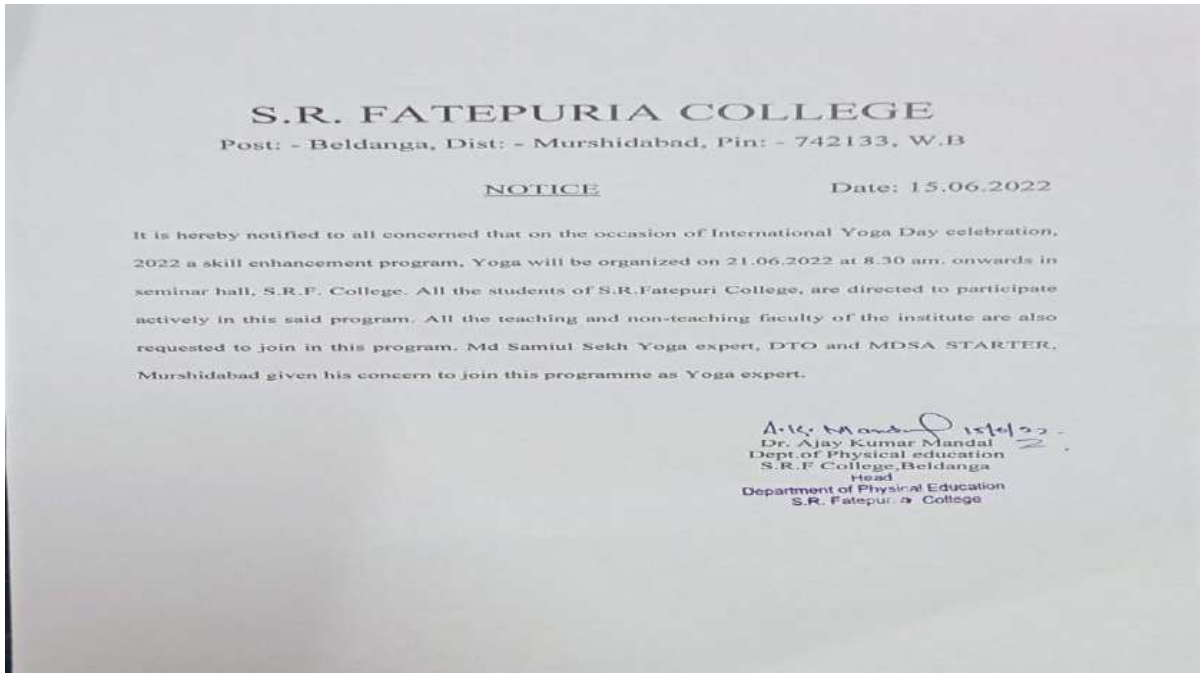 S.R. FATEPURIA COLLEGE
Post: - Beldanga, Dist: - Murshidabad, Pin: - 742133, W.B
NOTICE Date: 15.06.2022
It is hereby notified to all concerned that on the occasion of International Yoga Day celebration,
2022 a skill enhancement program, Yoga will be organized on 21.06.2022 at 8.30 am. onwards in
seminar hall, S.R.F. College. All the students of S.R.Fatepuri College, are directed to participate
actively in this said program. All the teaching and non-teaching faculty of the institute are also
requested to join in this program. Md Samiul Sekh Yoga expert, DTO and MDSA STARTER,
Murshidabad given his concern to join this programme as Yoga expert.
A.K. Mandal 15/6/22
Dr. Ajay Kumar Mandal
Dept.of Physical education
S.R.F College,Beldanga
Head
Department of Physical Education
S.R. Fatepuria College